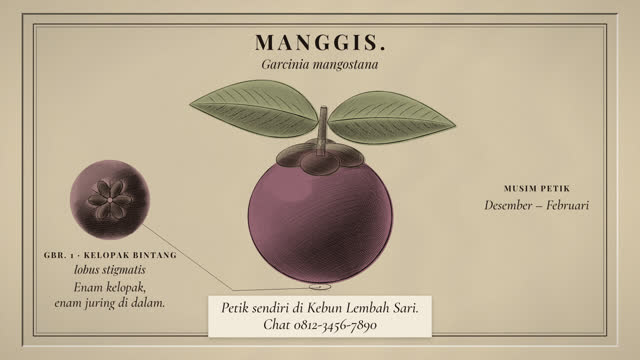 MANGGIS.
Garcinia mangostana
MUSIM PETIK
Desember – Februari
GBR. 1 · KELOPAK BINTANG
lobus stigmatis
Enam kelopak,
enam juring di dalam.
Petik sendiri di Kebun Lembah Sari.
Chat 0812-3456-7890